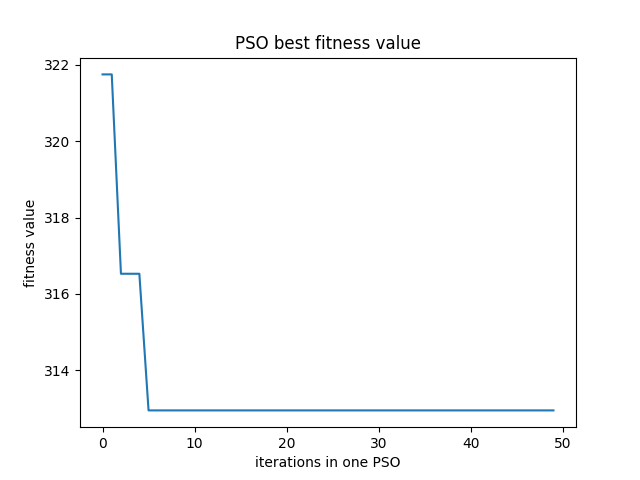 PSO best fitness value
322
320
318
316
314
fitness value
0 10 20 30 40 50
iterations in one PSO